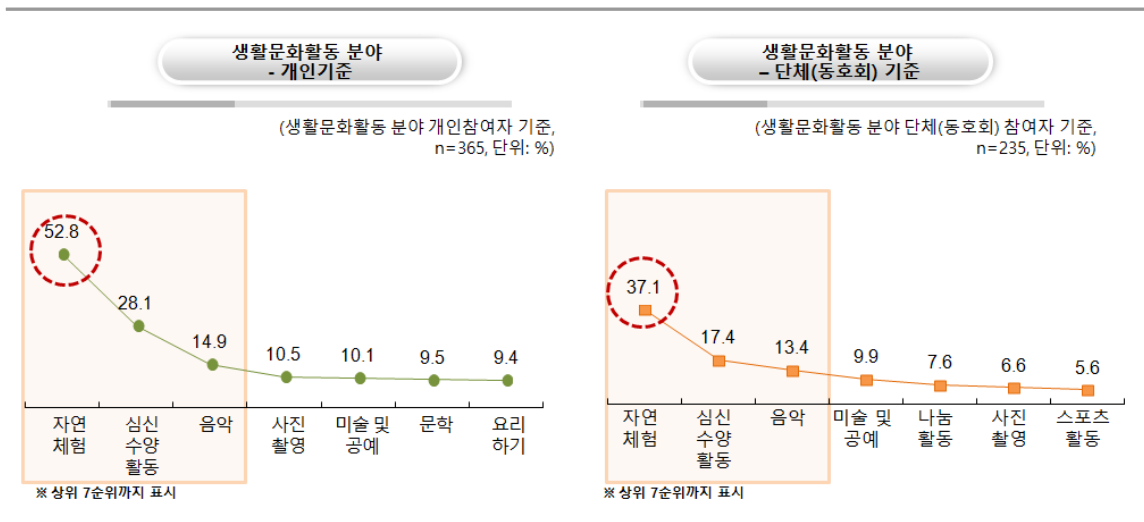 생활문화활동 분야
- 개인기준
(생활문화활동 분야 개인참여자 기준,
n=365, 단위: %)
52.8
28.1
14.9
10.5
10.1
9.5
9.4
자연
체험
심신
수양
활동
음악
사진
촬영
미술 및
공예
문학
요리
하기
※ 상위 7순위까지 표시
생활문화활동 분야
– 단체(동호회) 기준
(생활문화활동 분야 단체(동호회) 참여자 기준,
n=235, 단위: %)
37.1
17.4
13.4
9.9
7.6
6.6
5.6
자연
체험
심신
수양
활동
음악
미술 및
공예
나눔
활동
사진
촬영
스포츠
활동
※ 상위 7순위까지 표시